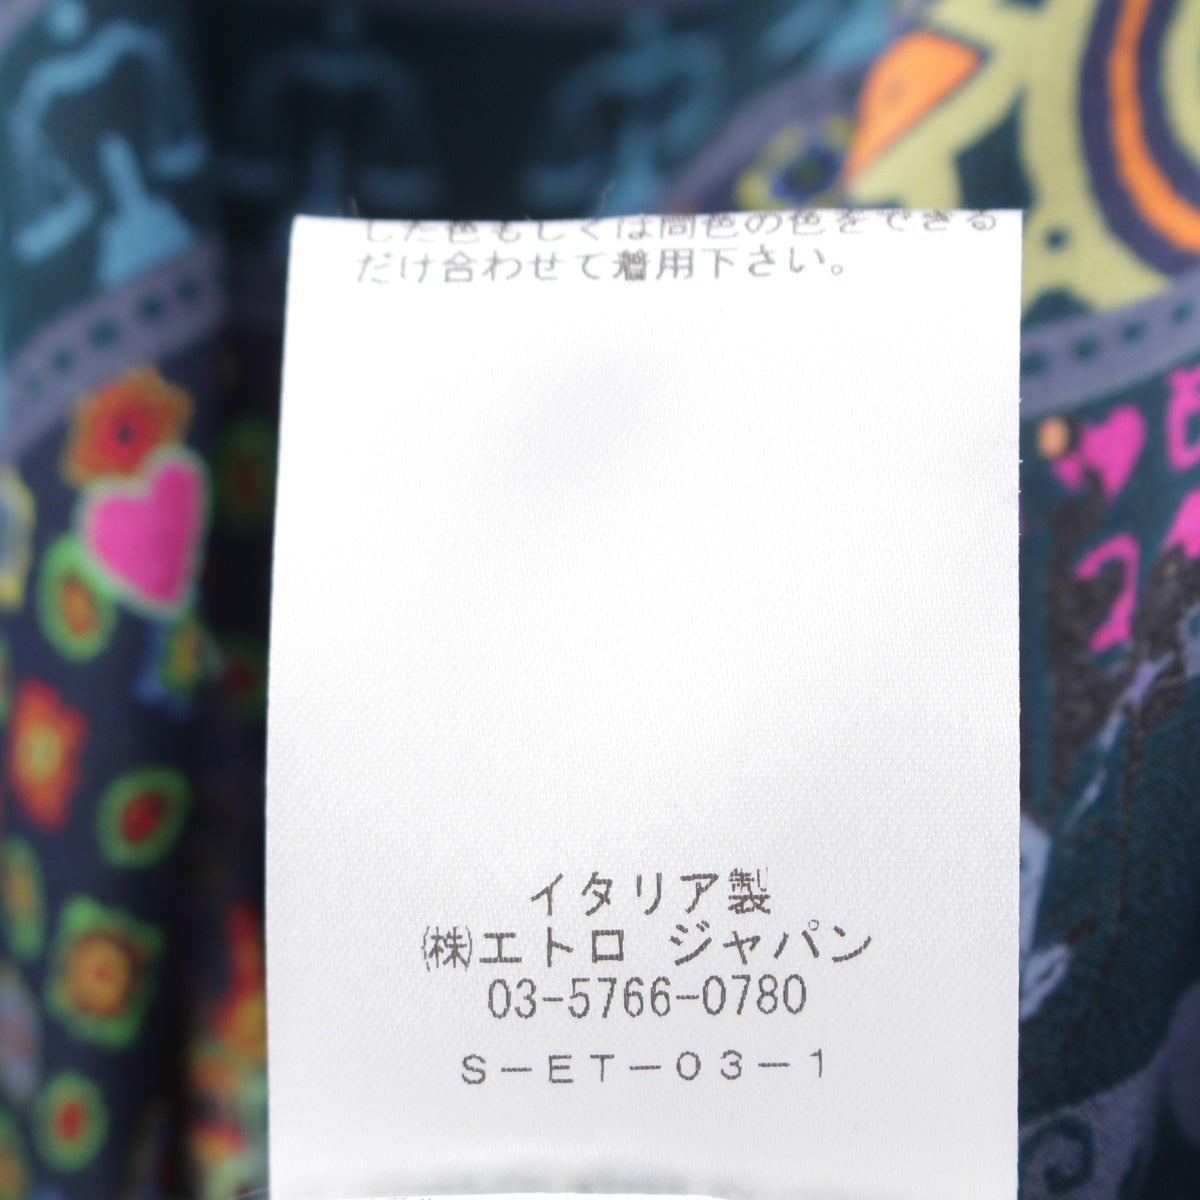 した色もしくは同色の色をできる
だけ合わせて着用下さい。
イタリア製
㈱エトロ ジャパン
03-5766-0780
S-ET-03-1